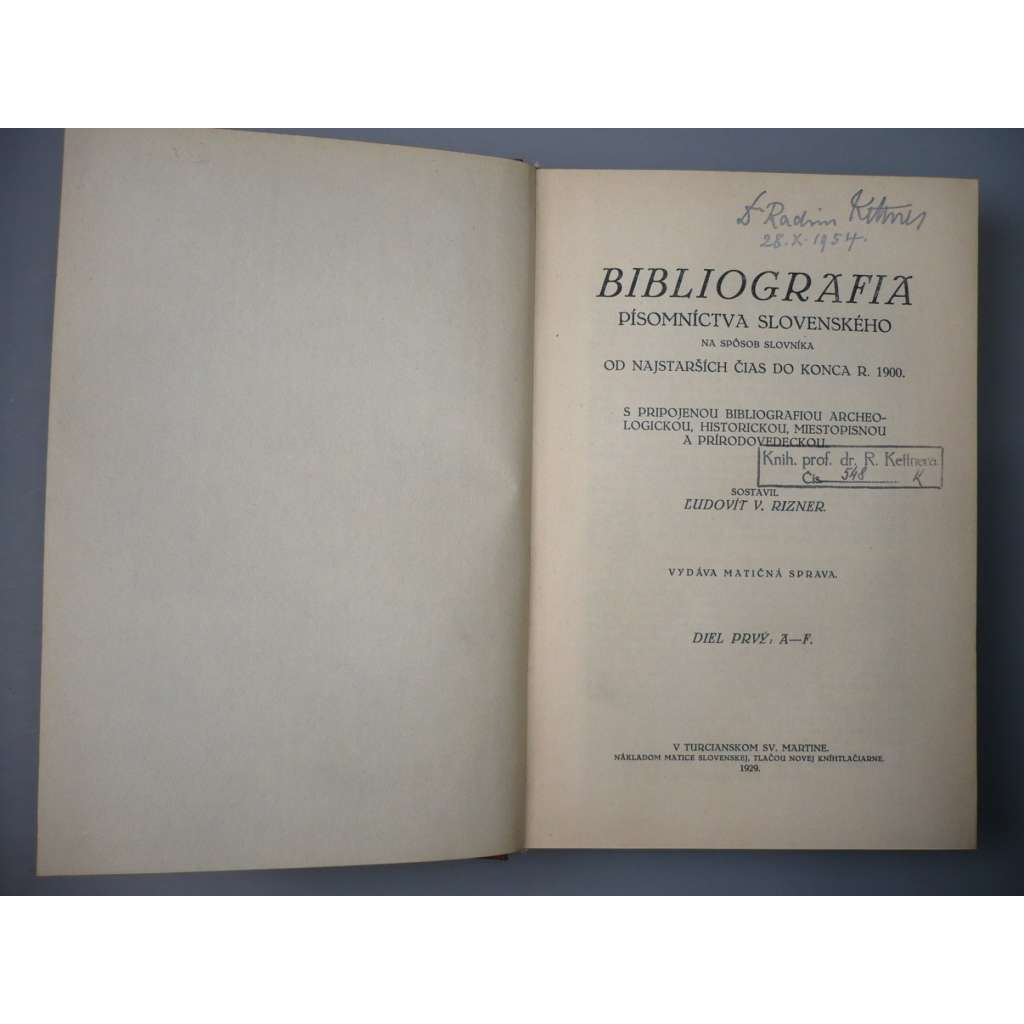 Dr Radim Kettner
28.X.1954.
BIBLIOGRAFIA
PÍSOMNÍCTVA SLOVENSKÉHO
NA SPÔSOB SLOVNÍKA
OD NAJSTARŠÍCH ČIAS DO KONCA R. 1900.
S PRIPOJENOU BIBLIOGRAFIOU ARCHEO-
LOGICKOU, HISTORICKOU, MIESTOPISNOU
A PRÍRODOVEDECKOU.
Knih. prof. dr. R. Kettnera
Čís. 548 K
SOSTAVIL
ĽUDOVÍT V. RIZNER.
VYDÁVA MATIČNÁ SPRAVA.
DIEL PRVÝ: A—F.
V TURCIANSKOM SV. MARTINE.
NÁKLADOM MATICE SLOVENSKEJ, TLAČOU NOVEJ KNÍHTLAČIARNE.
1929.